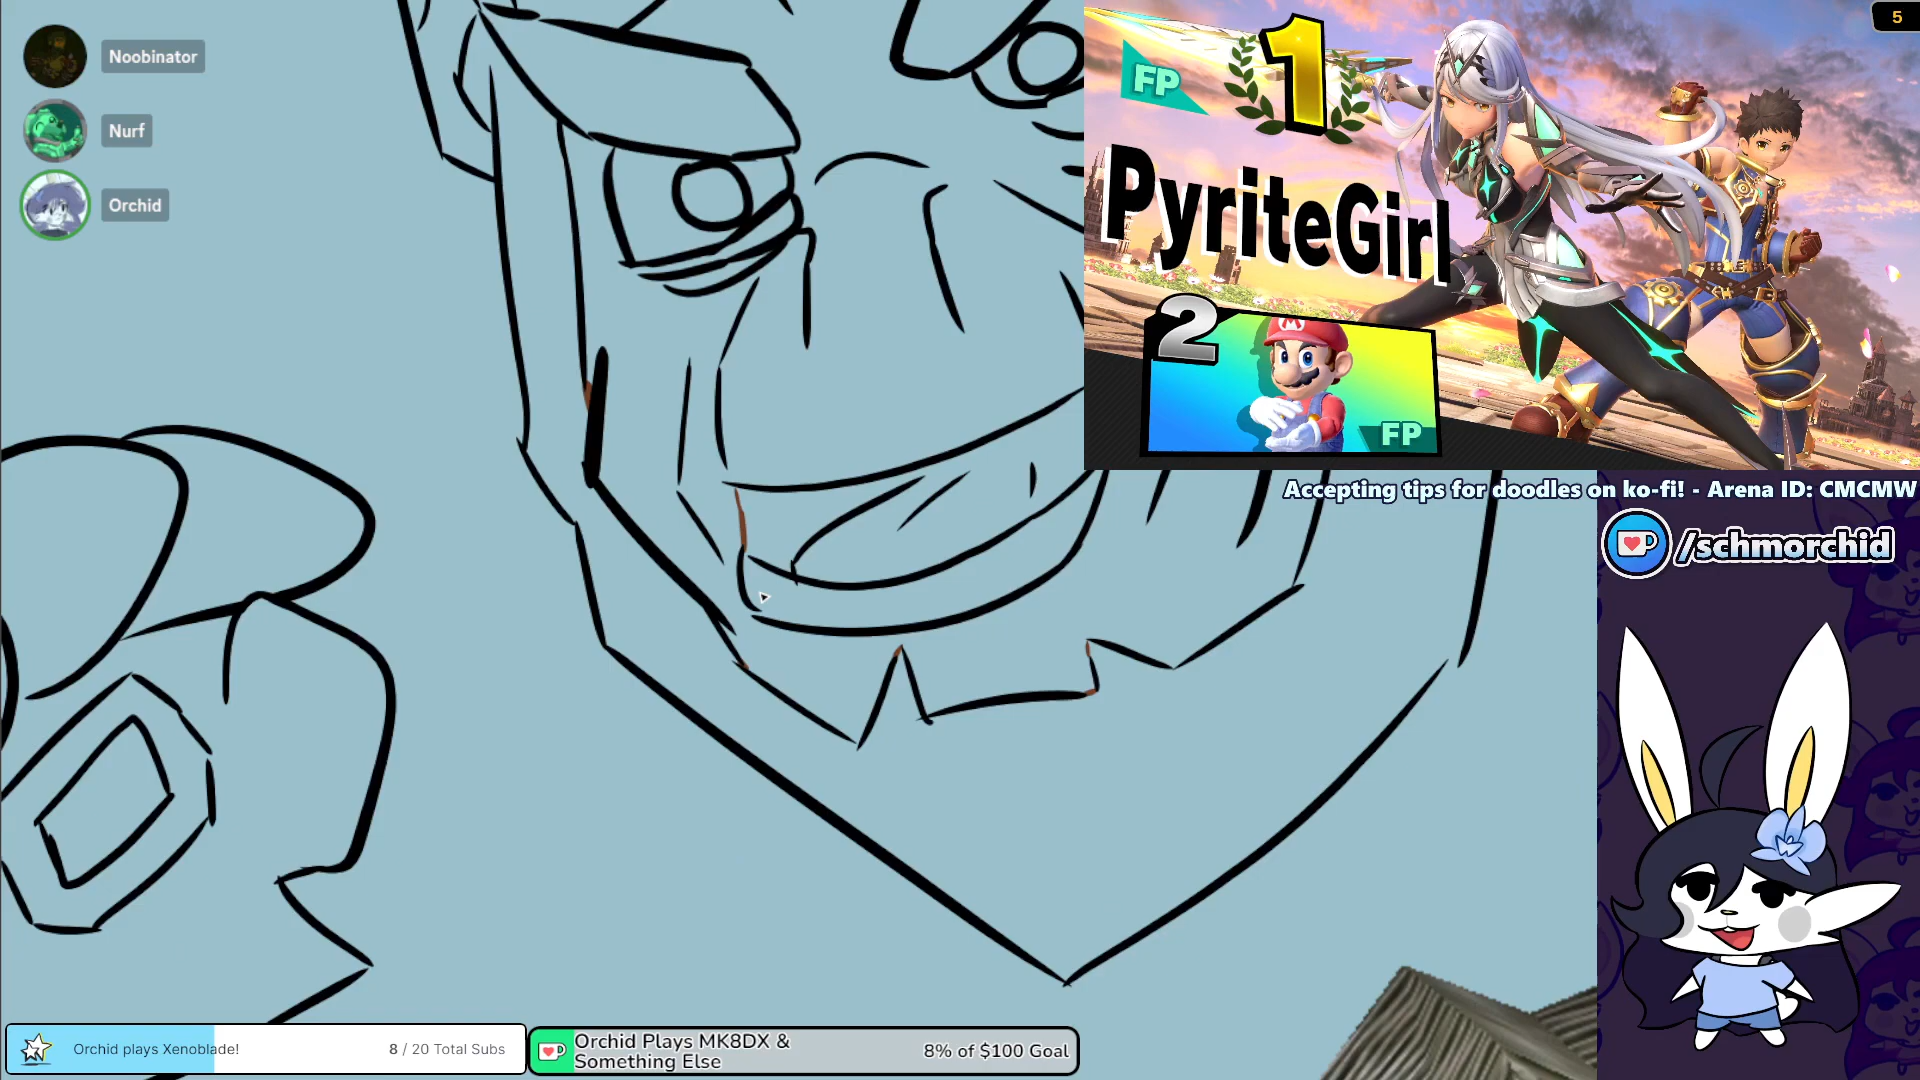 Noobinator
Nurf
Orchid
5
FP
1
PyriteGirl
2
M
FP
Accepting tips for doodles on ko-fi! - Arena ID: CMCMW
/schmorchid
Orchid plays Xenoblade!
8 / 20 Total Subs
Orchid Plays MK8DX &
Something Else
8% of $100 Goal